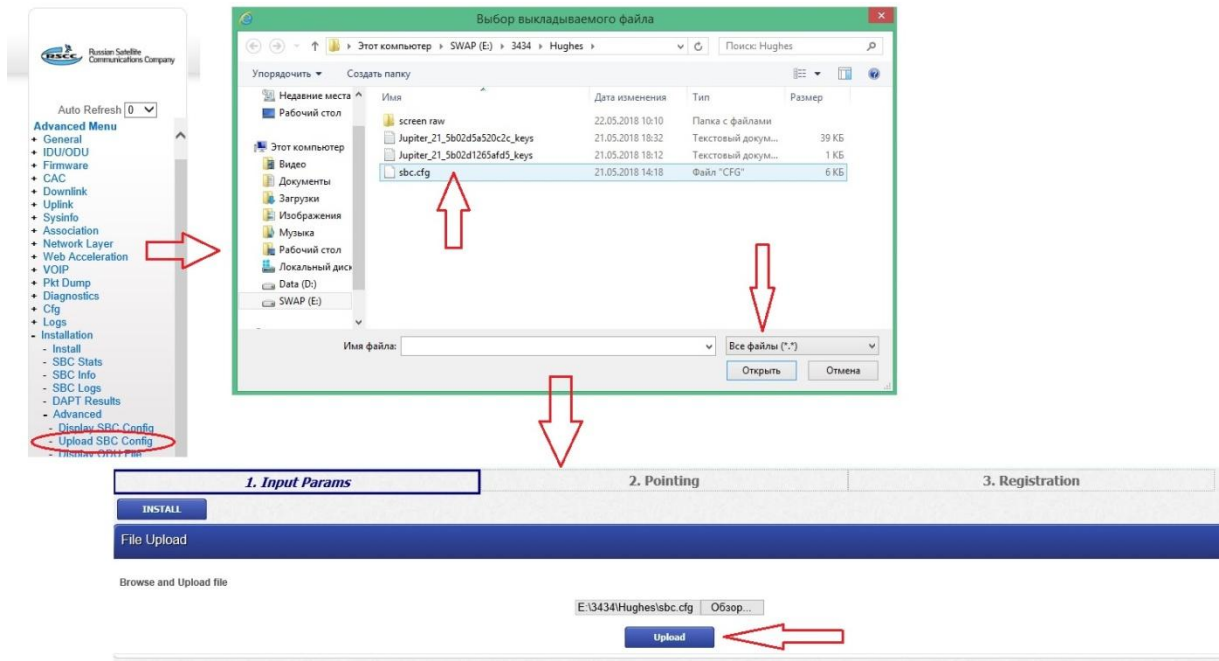 RSCC
Russian Satellite
Communications Company
Auto Refresh 0
Advanced Menu
+ General
+ IDU/ODU
+ Firmware
+ CAC
+ Downlink
+ Uplink
+ Sysinfo
+ Association
+ Network Layer
+ Web Acceleration
+ VOIP
+ Pkt Dump
+ Diagnostics
+ Cfg
+ Logs
- Installation
- Install
- SBC Stats
- SBC Info
- SBC Logs
- DAPT Results
- Advanced
- Display SBC Config
- Upload SBC Config
- Display ODU File
Выбор выкладываемого файла
Этот компьютер SWAP (E:) 3434 Hughes
Поиск: Hughes
Упорядочить Создать папку
Недавние места
Рабочий стол
Этот компьютер
Видео
Документы
Загрузки
Изображения
Музыка
Рабочий стол
Локальный диск
Data (D:)
SWAP (E:)
Имя Дата изменения Тип Размер
screen raw 22.05.2018 10:10 Папка с файлами
Jupiter_21_5b02d5a520c2c_keys 21.05.2018 18:32 Текстовый докум... 39 КБ
Jupiter_21_5b02d1265afd5_keys 21.05.2018 18:12 Текстовый докум... 1 КБ
sbc.cfg 21.05.2018 14:18 Файл "CFG" 6 КБ
Имя файла: Все файлы (*.*)
Открыть Отмена
1. Input Params 2. Pointing 3. Registration
INSTALL
File Upload
Browse and Upload file
E:\3434\Hughes\sbc.cfg Обзор...
Upload